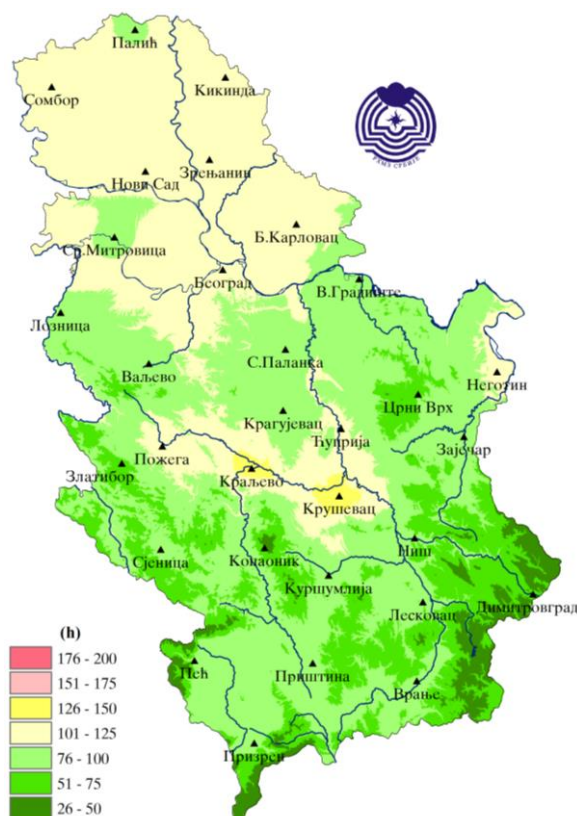 Палић
Сомбор
Кикинда
Зрењанин
Нови Сад
Б.Карловац
Ср.Митровица
Београд
В.Градиште
Лозница
Ваљево
С.Паланка
Неготин
Црни Врх
Крагујевац
Ћуприја
Зајечар
Пожега
Златибор
Краљево
Крушевац
Сјеница
Копаоник
Ниш
Куршумлија
Димитровград
Лесковац
Пећ
Приштина
Врање
Призрен
(h)
176 - 200
151 - 175
126 - 150
101 - 125
76 - 100
51 - 75
26 - 50
РХМЗ СРБИЈЕ